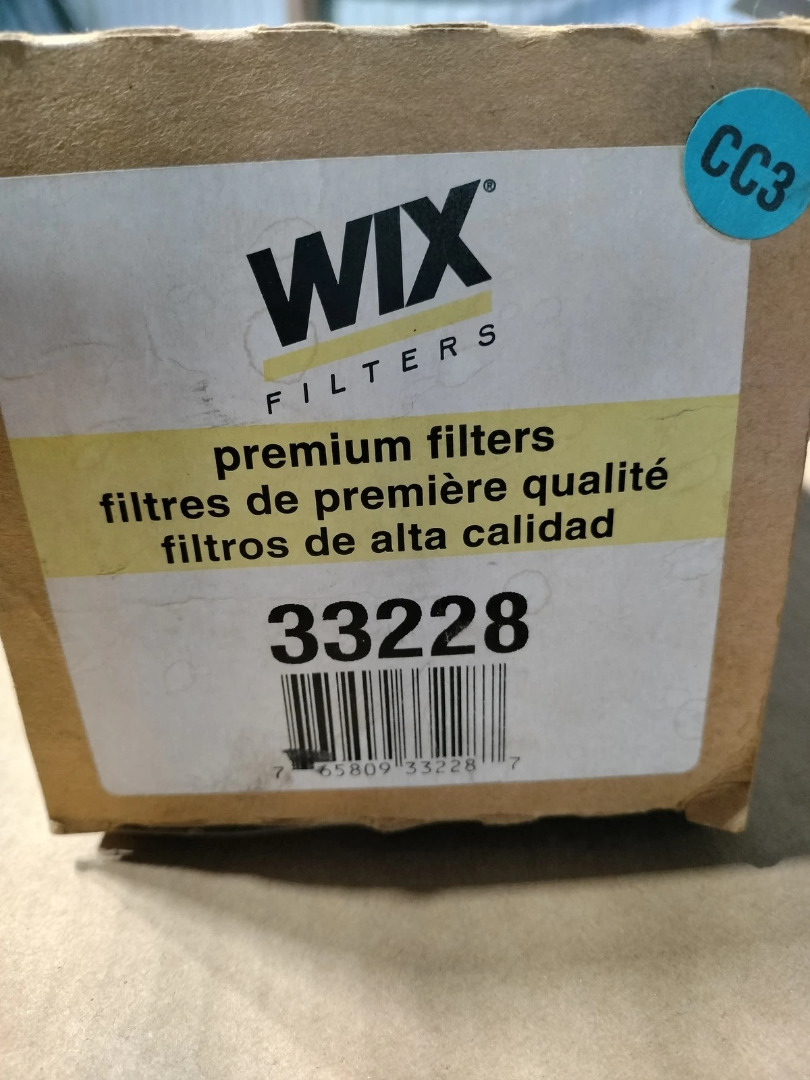 CC3
WIX®
FILTERS
premium filters
filtres de première qualité
filtros de alta calidad
33228
7 65809 33228 7